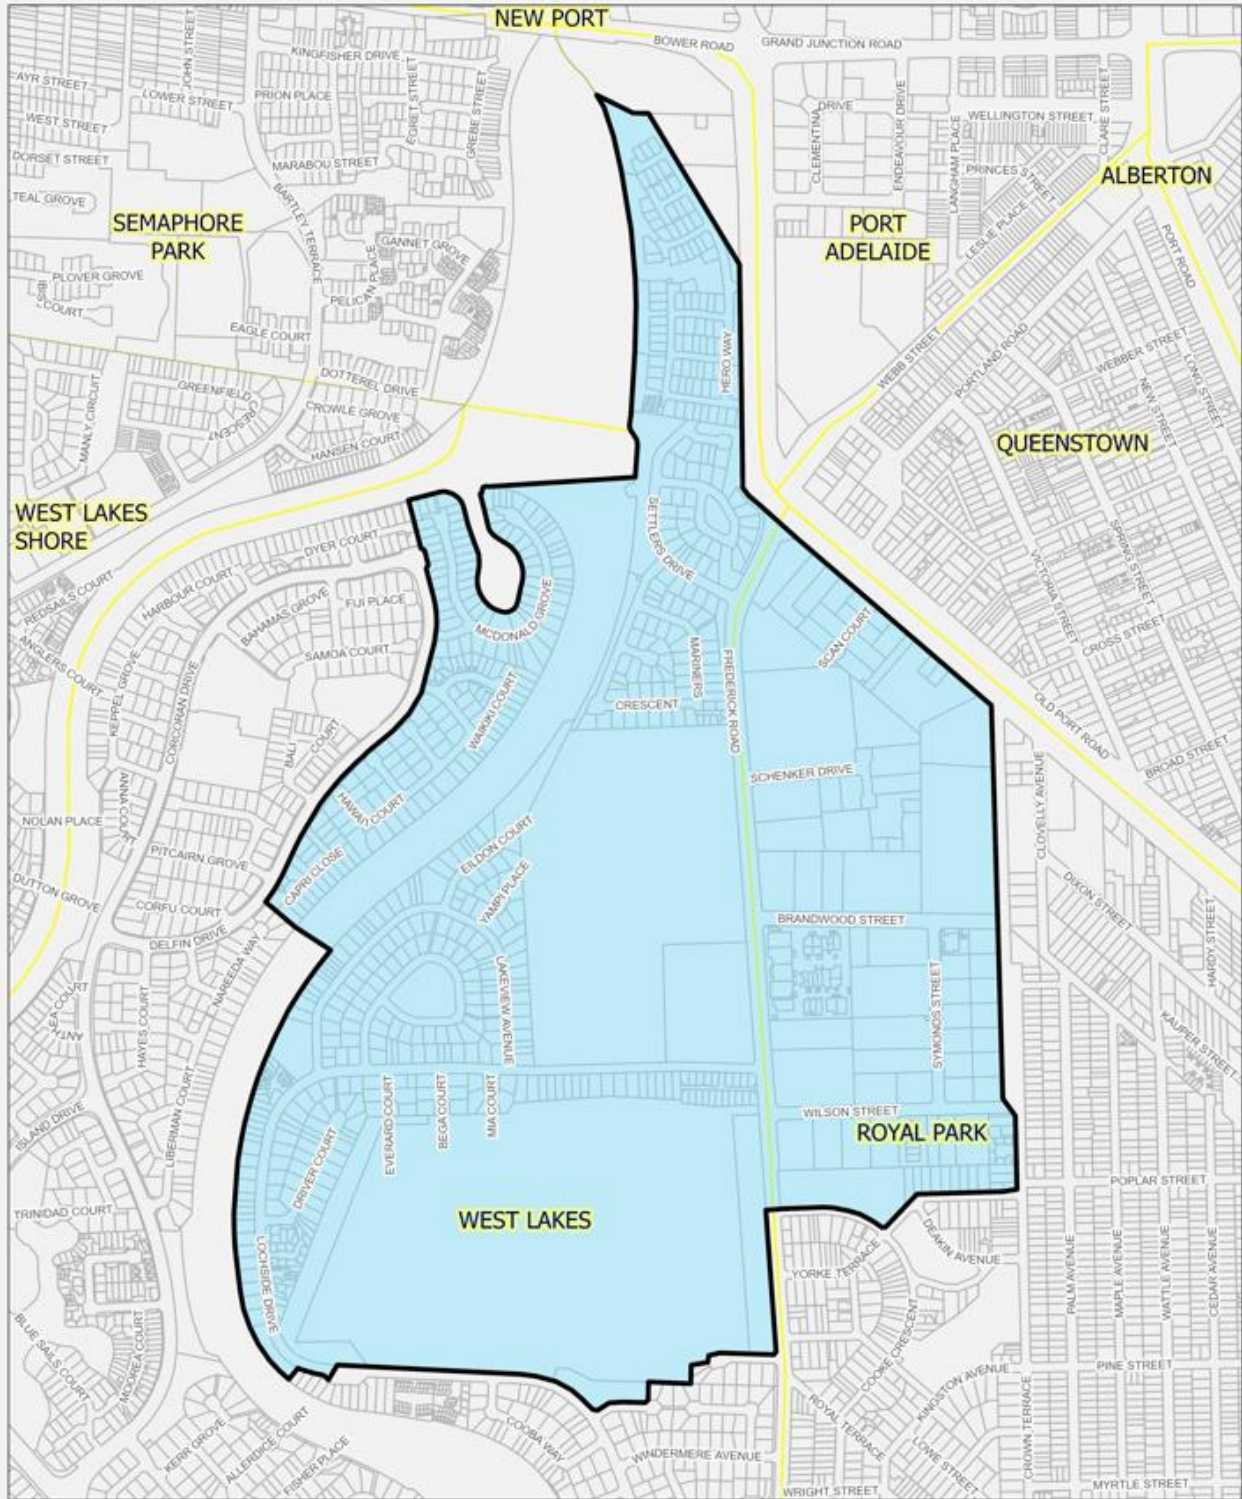 NEW PORT
BOWER ROAD
GRAND JUNCTION ROAD
JOHN STREET
KINGFISHER DRIVE
AYR STREET
LOWER STREET
PRION PLACE
EGRET STREET
GREBE STREET
DRIVE
CLEMENTINA
ENDEAVOUR DRIVE
LANGHAM PLACE
WELLINGTON STREET
CLARE STREET
WEST STREET
DORSET STREET
MARABOU STREET
PRINCES STREET
ALBERTON
TEAL GROVE
BARTLEY TERRACE
SEMAPHORE
PARK
GANNET GROVE
PORT
ADELAIDE
LESLIE PLACE
PORT ROAD
PLOVER GROVE
IBIS COURT
PELICAN PLACE
EAGLE COURT
HERO WAY
WEBB STREET
PORTLAND ROAD
WEBBER STREET
LONG STREET
NEW STREET
DOTTEREL DRIVE
GREENFIELD CRESCENT
MANLY CIRCUIT
CROWLE GROVE
HANSEN COURT
QUEENSTOWN
WEST LAKES
SHORE
DYER COURT
SETTLERS DRIVE
SPRING STREET
VICTORIA STREET
REDSAILS COURT
HARBOUR COURT
BAHAMAS GROVE
FIJI PLACE
MCDONALD GROVE
SCAN COURT
CROSS STREET
ANGLERS COURT
SAMOA COURT
MARINERS
CRESCENT
FREDERICK ROAD
KEPPEL GROVE
CORCORAN DRIVE
WAIKIKI COURT
OLD PORT ROAD
BALI
COURT
BROAD STREET
SCHENKER DRIVE
CLOVELLY AVENUE
HAWAII COURT
ANNA COURT
NOLAN PLACE
PITCAIRN GROVE
EILDON COURT
YAMPI PLACE
CAPRI CLOSE
DUTTON GROVE
CORFU COURT
BRANDWOOD STREET
DIXON STREET
HARDY STREET
DELFIN DRIVE
NAREEDA WAY
LAKEVIEW AVENUE
SYMONDS STREET
HAYES COURT
KAUPER STREET
EVERARD COURT
BEGA COURT
MIA COURT
ISLAND DRIVE
LIBERMAN COURT
DRIVER COURT
WILSON STREET
ROYAL PARK
POPLAR STREET
TRINIDAD COURT
WEST LAKES
DEAKIN AVENUE
LOCHSIDE DRIVE
YORKE TERRACE
PALM AVENUE
MAPLE AVENUE
WATTLE AVENUE
CEDAR AVENUE
BLUE SAILS COURT
MOOREA COURT
COOKE CRESCENT
PINE STREET
KINGSTON AVENUE
CROWN TERRACE
KERR GROVE
ALLERDICE COURT
FISHER PLACE
COOBA WAY
WINDERMERE AVENUE
ROYAL TERRACE
LOWE STREET
WRIGHT STREET
MYRTLE STREET